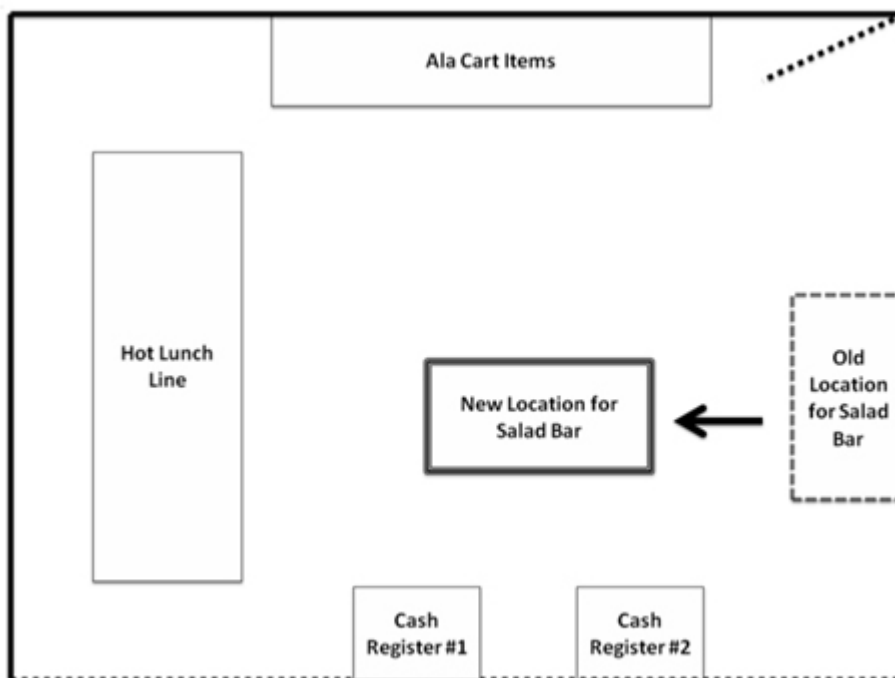 Ala Cart Items
Hot Lunch
Line
New Location for
Salad Bar
Old
Location
for Salad
Bar
Cash
Register #1
Cash
Register #2